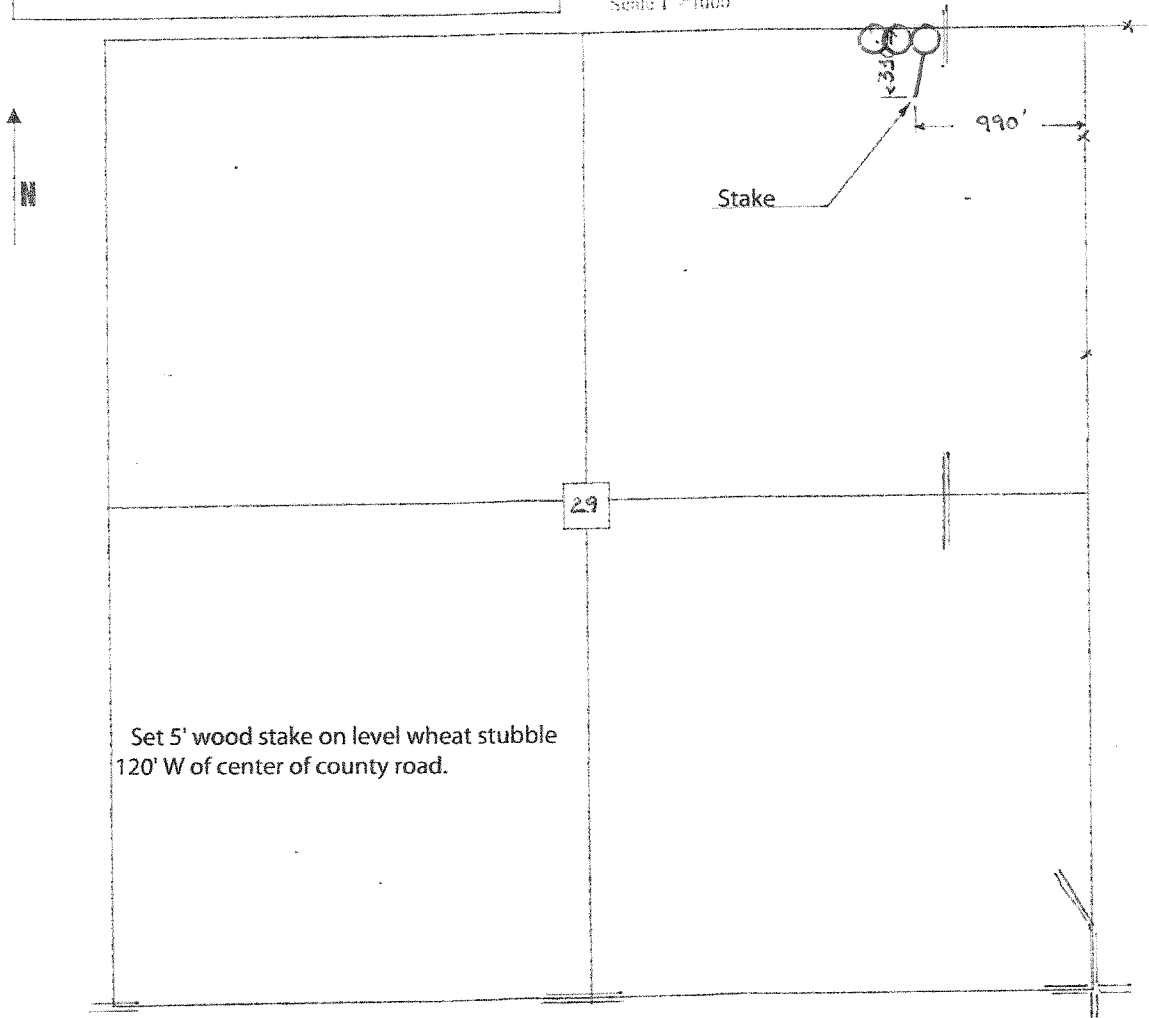 990'
N
Stake
29
Set 5' wood stake on level wheat stubble
120' W of center of county road.